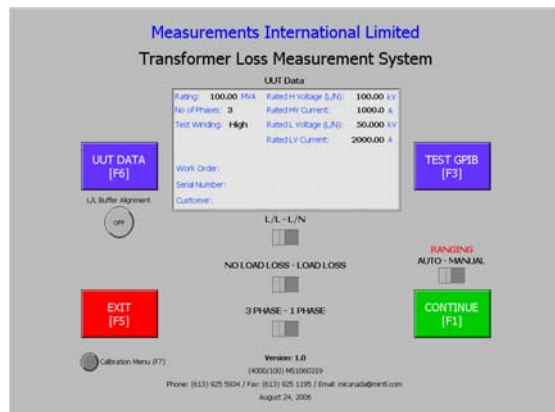 Measurements International Limited
Transformer Loss Measurement System
UUT Data
Rating: 100.00 MVA Rated H Voltage (L/N): 100.00 kV
No of Phases: 3 Rated HV Current: 1000.0 A
Test Winding: High Rated L Voltage (L/N): 50.000 kV
Rated LV Current: 2000.00 A
Work Order:
Serial Number:
Customer:
UUT DATA
[F6]
TEST GPIB
[F3]
L/L Buffer Alignment
OFF
L/L - L/N
NO LOAD LOSS - LOAD LOSS
RANGING
AUTO - MANUAL
3 PHASE - 1 PHASE
EXIT
[F5]
CONTINUE
[F1]
Calibration Menu (F7)
Version: 1.0
(4000/100) MS1060319
Phone: (613) 925 5934 / Fax: (613) 925 1195 / Email: micanada@mintl.com
August 24, 2006